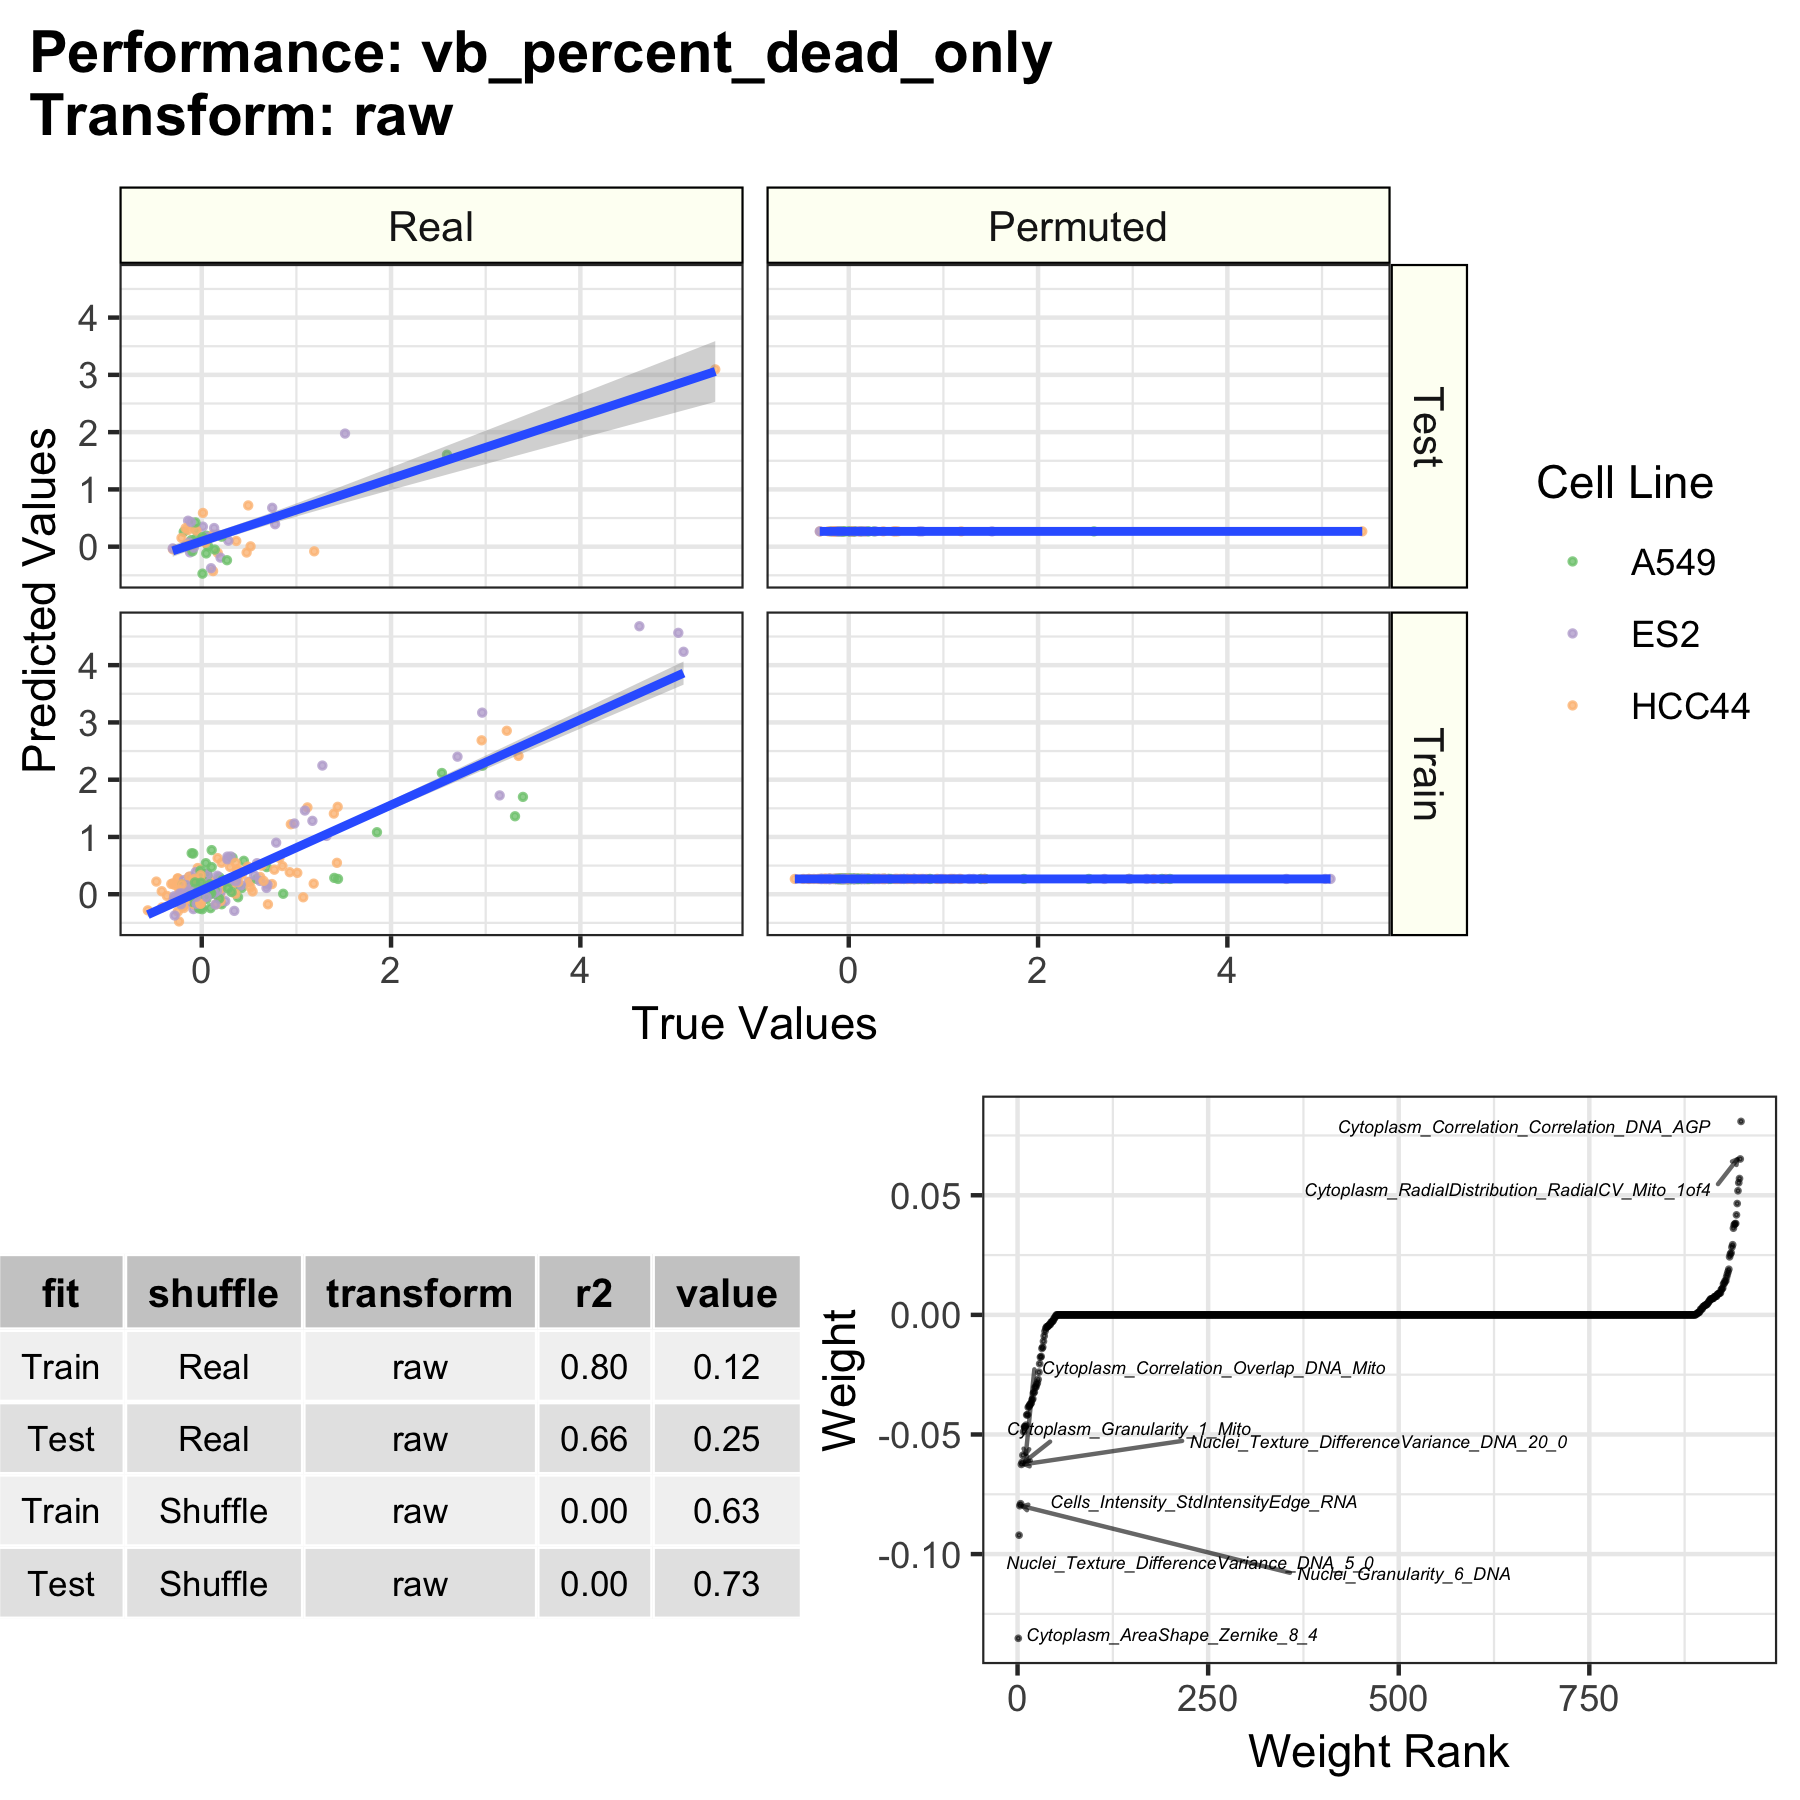 Performance: vb_percent_dead_only
Transform: raw
Real
Permuted
4
3
2
1
0
Test
4
3
2
1
0
Train
Predicted Values
0
2
4
0
2
4
True Values
Cell Line
A549
ES2
HCC44
fit shuffle transform r2 value
Train Real raw 0.80 0.12
Test Real raw 0.66 0.25
Train Shuffle raw 0.00 0.63
Test Shuffle raw 0.00 0.73
Weight
0.05
0.00
-0.05
-0.10
Cytoplasm_Correlation_Correlation_DNA_AGP
Cytoplasm_RadialDistribution_RadialCV_Mito_1of4
Cytoplasm_Correlation_Overlap_DNA_Mito
Cytoplasm_Granularity_1_Mito
Nuclei_Texture_DifferenceVariance_DNA_20_0
Cells_Intensity_StdIntensityEdge_RNA
Nuclei_Texture_DifferenceVariance_DNA_5_0
Nuclei_Granularity_6_DNA
Cytoplasm_AreaShape_Zernike_8_4
0
250
500
750
Weight Rank